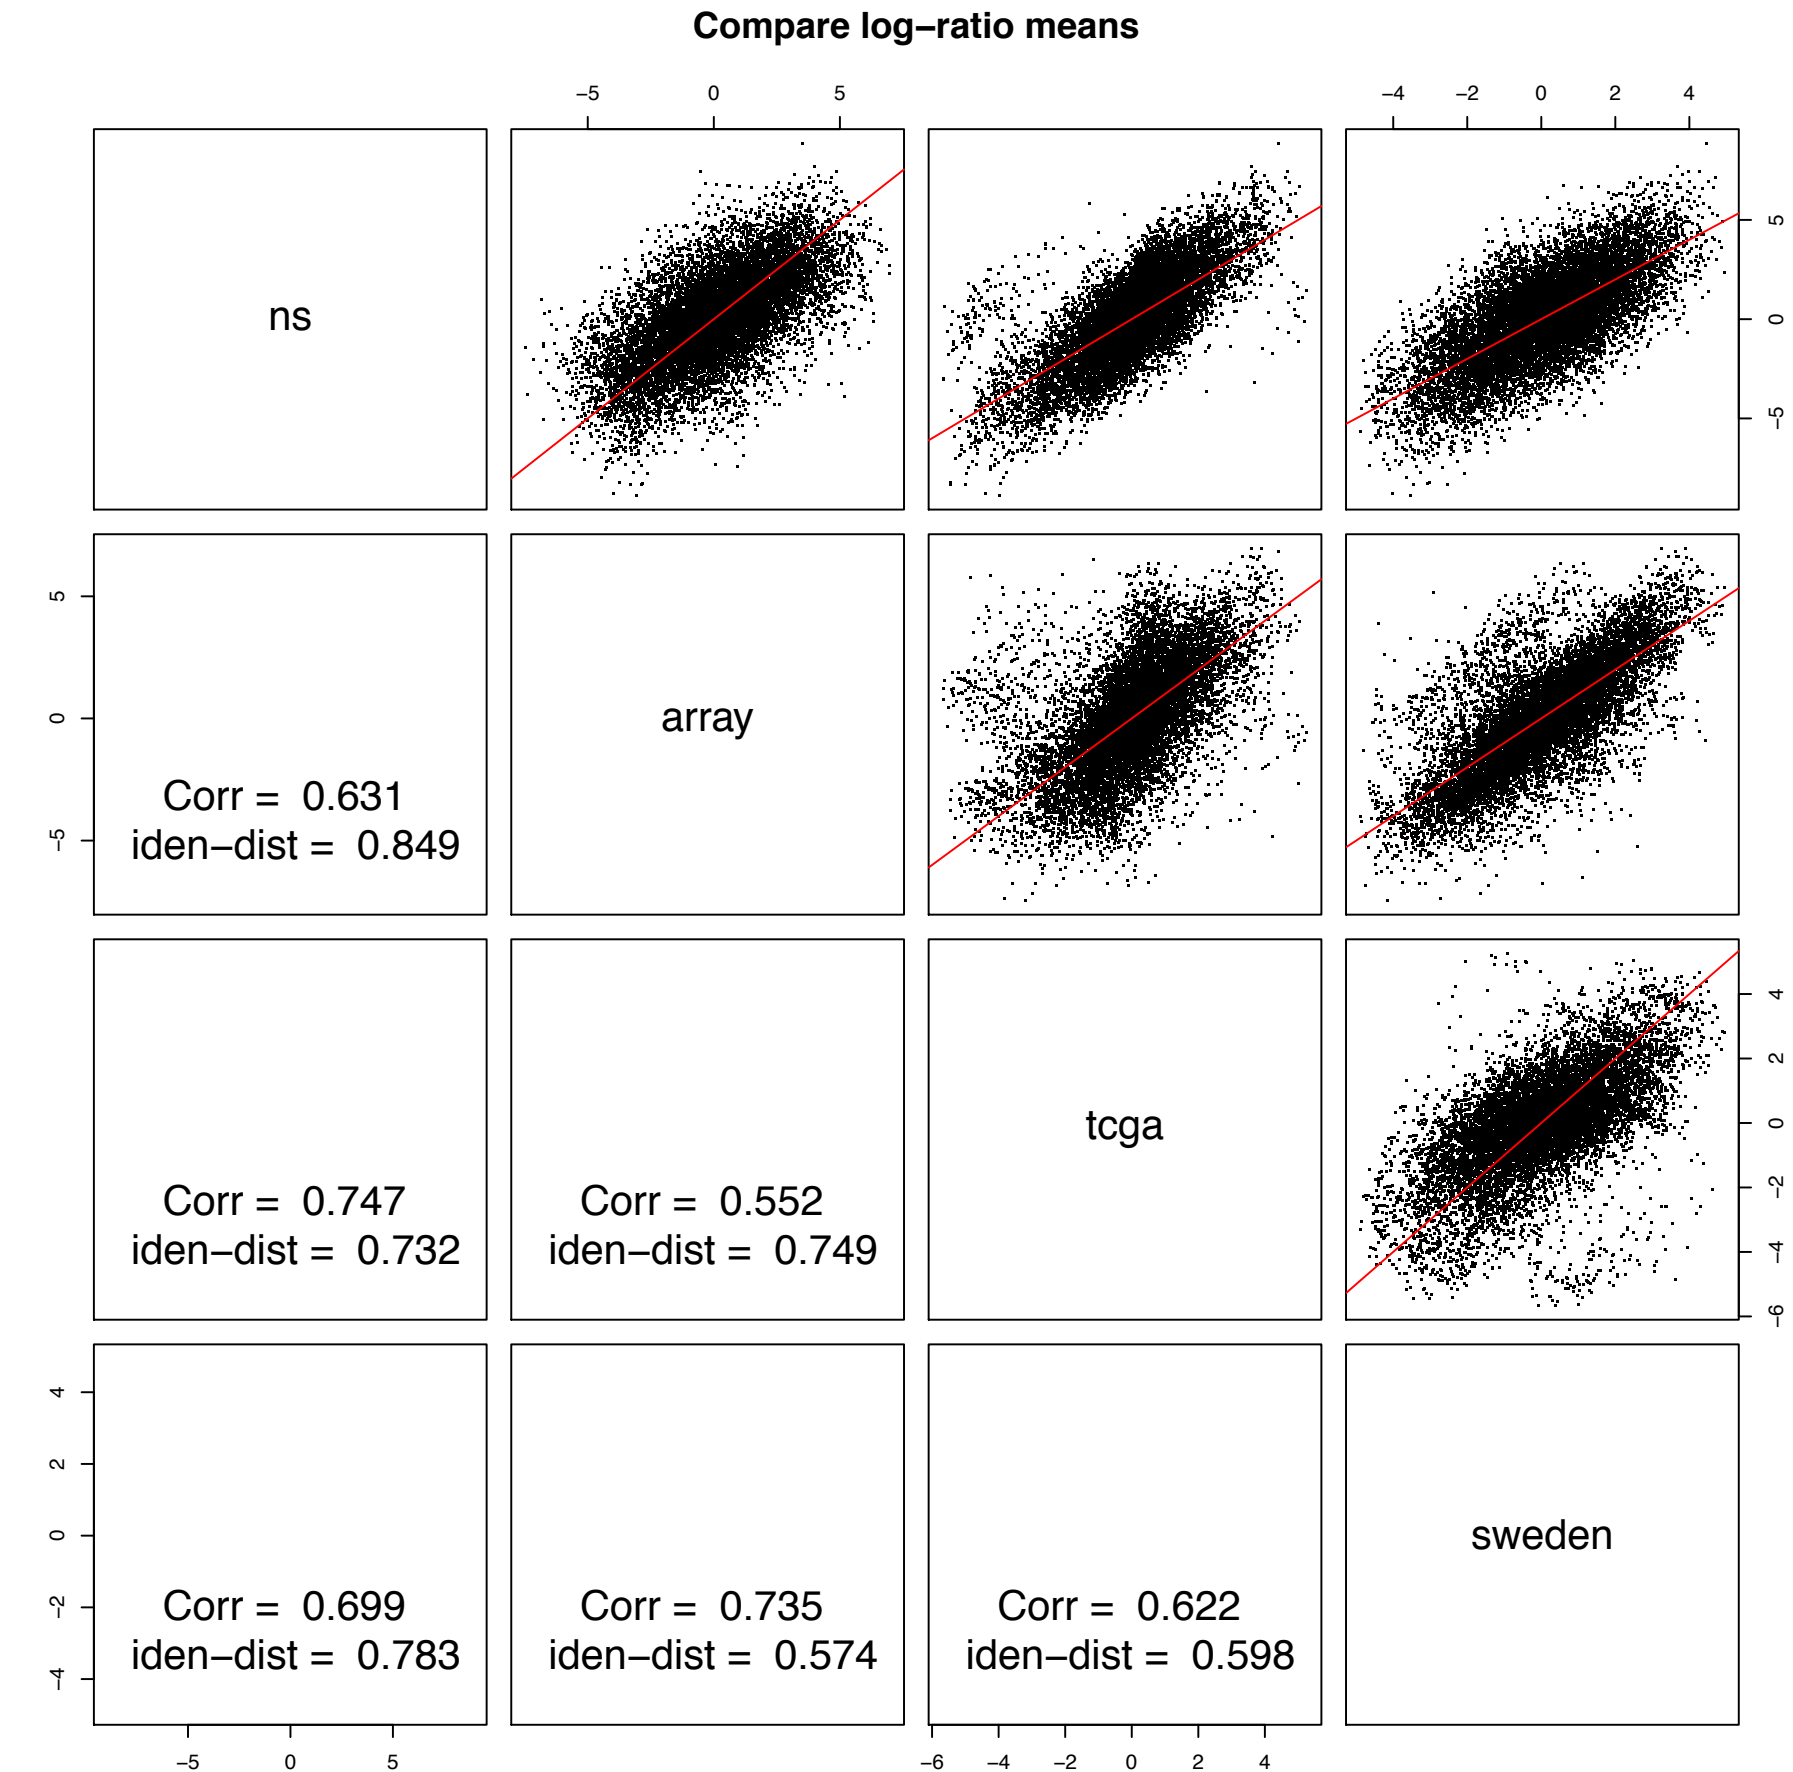 Compare log−ratio means
−5 0 5
−4 −2 0 2 4
ns
−5 0 5
−5 0 5
Corr = 0.631
iden−dist = 0.849
array
Corr = 0.747
iden−dist = 0.732
Corr = 0.552
iden−dist = 0.749
tcga
−6 −4 −2 0 2 4
−4 −2 0 2 4
Corr = 0.699
iden−dist = 0.783
Corr = 0.735
iden−dist = 0.574
Corr = 0.622
iden−dist = 0.598
sweden
−5 0 5
−6 −4 −2 0 2 4